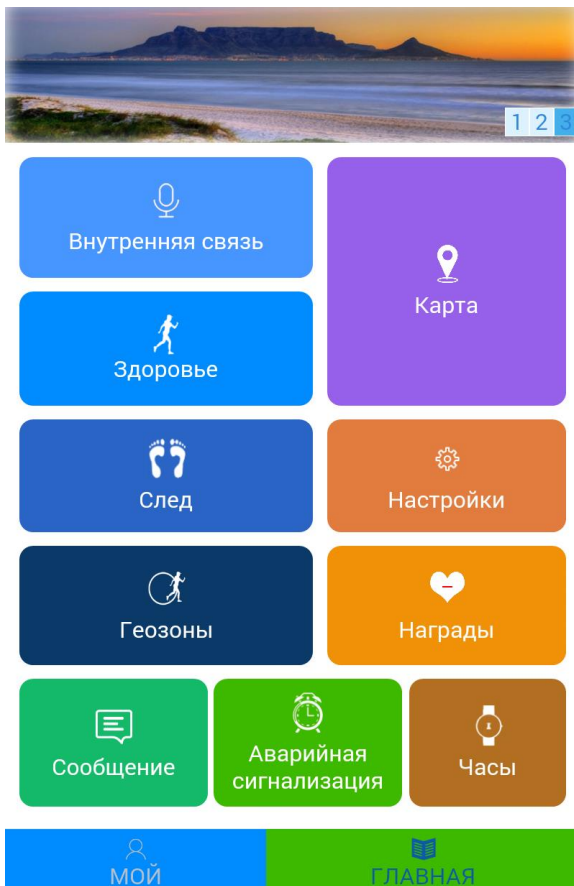 1 2 3
Внутренняя связь
Карта
Здоровье
След
Настройки
Геозоны
Награды
Сообщение
Аварийная
сигнализация
Часы
МОЙ
ГЛАВНАЯ